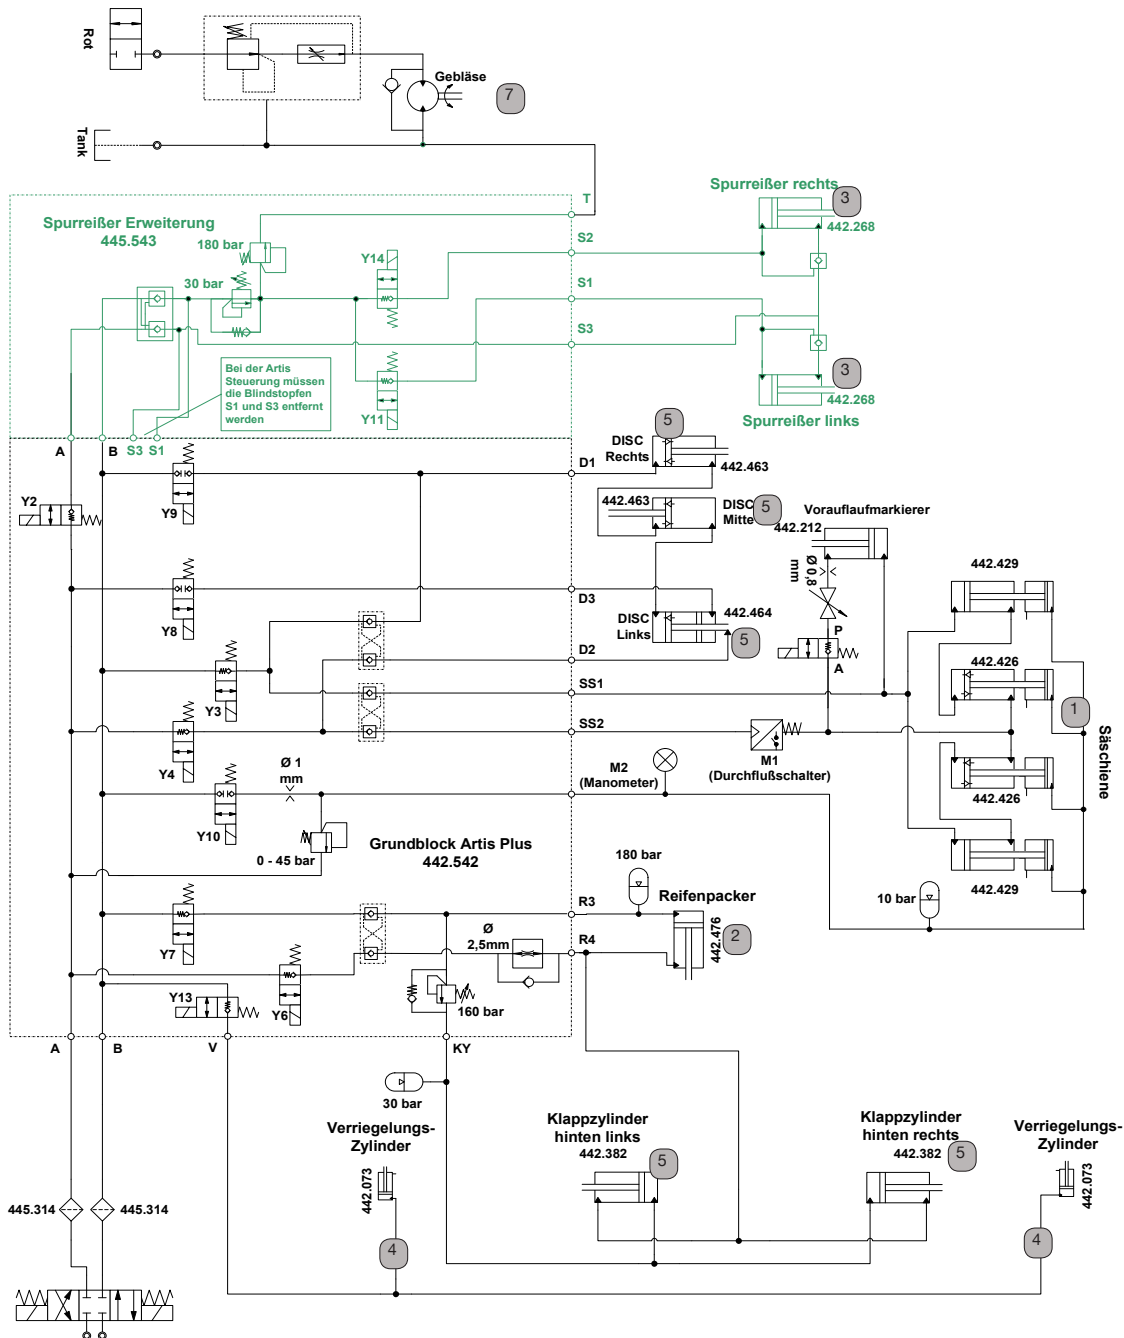 Rot
Gebläse
7
Tank
T
Spurreißer rechts
3
442.268
Spurreißer Erweiterung
445.543
180 bar
S2
Y14
30 bar
S1
S3
Bei der Artis
Steuerung müssen
die Blindstopfen
S1 und S3 entfernt
werden
Y11
3
442.268
Spurreißer links
A
B
S3
S1
5
DISC
Rechts
D1
442.463
Y2
Y9
442.463
DISC
Mitte
5
Vorauflaufmarkierer
442.212
Ø 0,8
mm
442.429
D3
Y8
442.464
DISC
Links
5
P
A
D2
442.426
Y3
SS1
1
Säschiene
SS2
Y4
Ø 1
mm
M2
(Manometer)
M1
(Durchflußschalter)
442.426
Y10
0 - 45 bar
Grundblock Artis Plus
442.542
442.429
180 bar
Reifenpacker
10 bar
R3
442.476
2
Ø
2,5mm
R4
Y7
Y13
Y6
160 bar
A
B
V
KY
30 bar
Verriegelungs-
Zylinder
442.073
Klappzylinder
hinten links
442.382
5
Klappzylinder
hinten rechts
442.382
5
Verriegelungs-
Zylinder
442.073
445.314
445.314
4
4